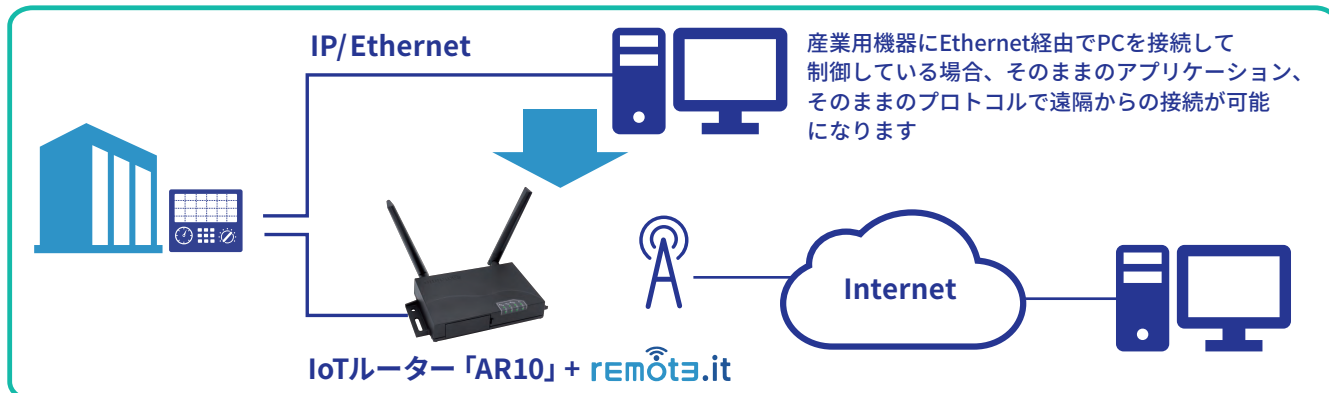 IP/Ethernet
産業用機器にEthernet経由でPCを接続して
制御している場合、そのままのアプリケーション、
そのままのプロトコルで遠隔からの接続が可能
になります
Internet
IoTルーター「AR10」+ remote.it